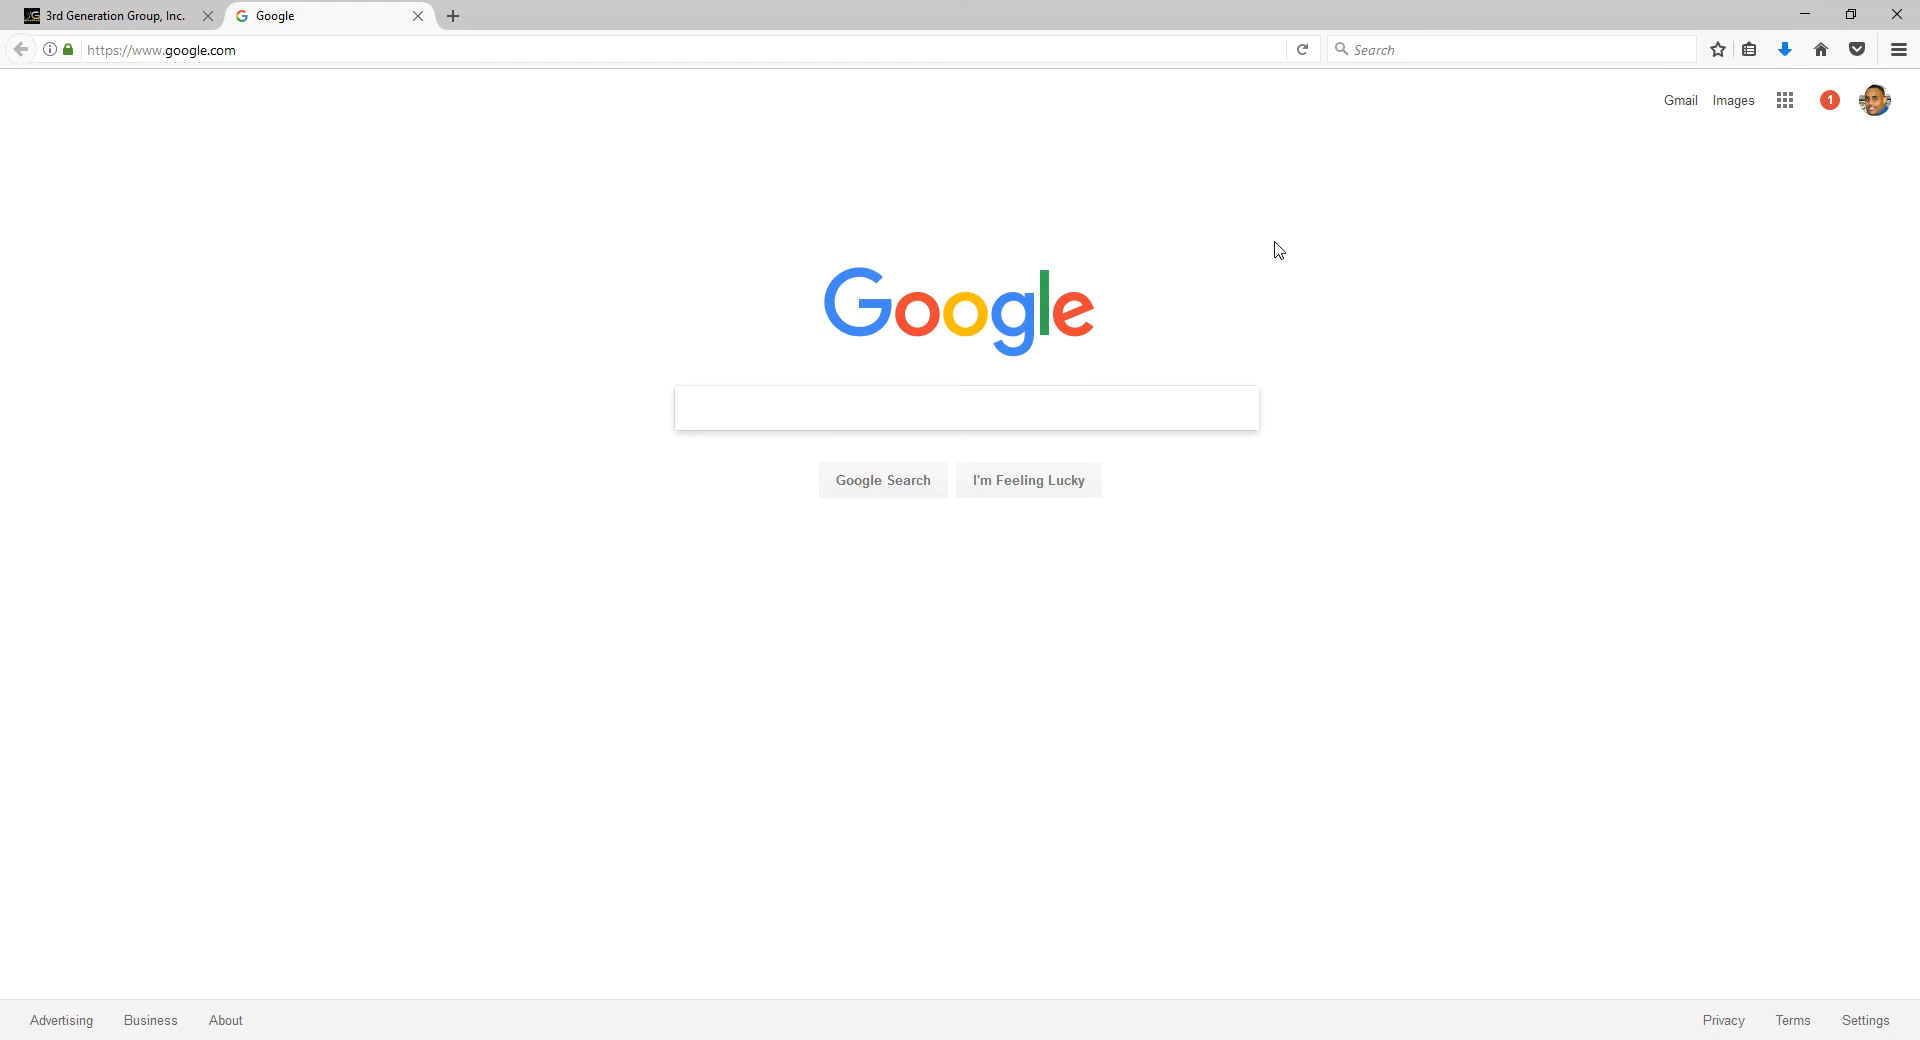 3rd Generation Group, Inc.
Google
https://www.google.com
Search
Gmail
Images
1
Google
Google Search
I'm Feeling Lucky
Advertising
Business
About
Privacy
Terms
Settings